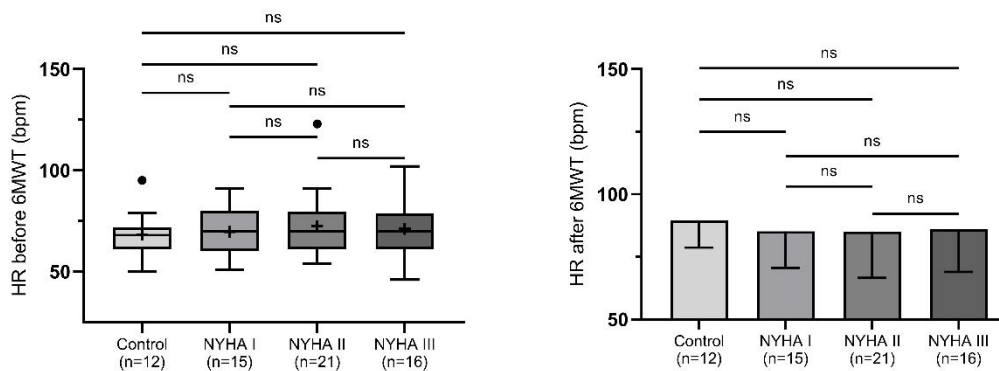 ns
ns
ns
ns
ns
ns
HR before 6MWT (bpm)
150
100
50
Control
(n=12)
NYHA I
(n=15)
NYHA II
(n=21)
NYHA III
(n=16)
ns
ns
ns
ns
ns
ns
HR after 6MWT (bpm)
150
100
50
Control
(n=12)
NYHA I
(n=15)
NYHA II
(n=21)
NYHA III
(n=16)